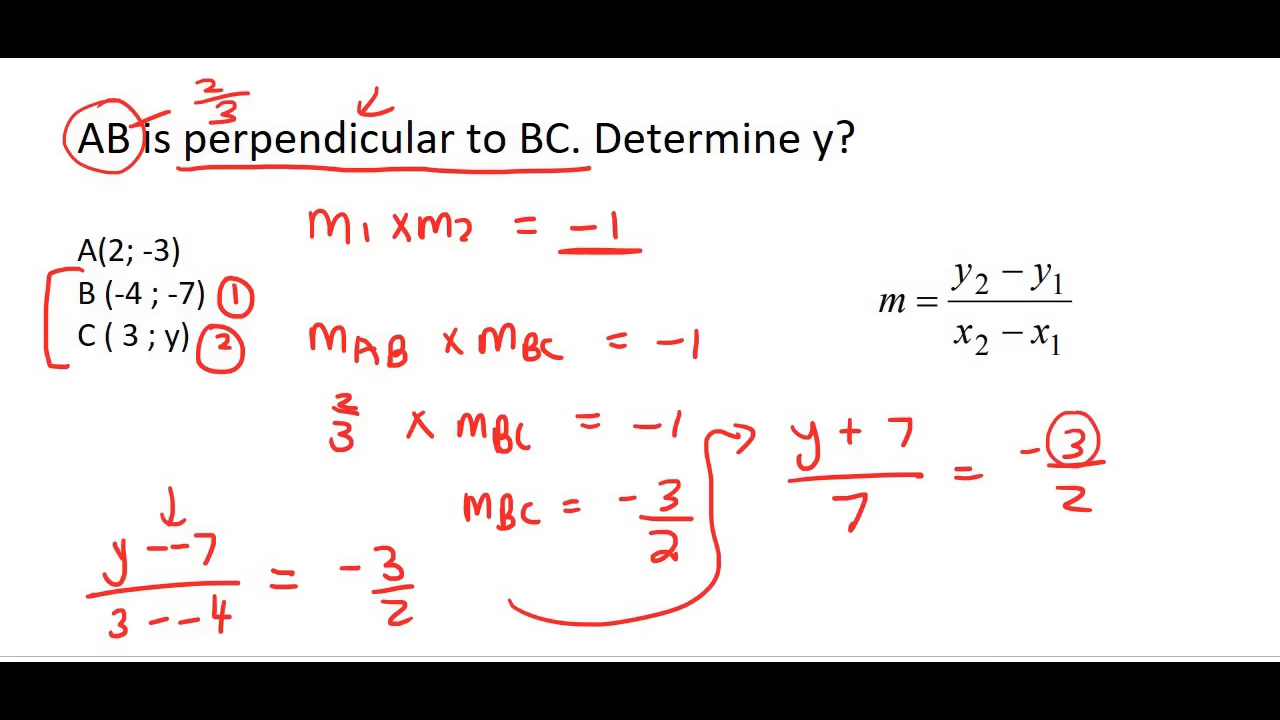 2/3
AB is perpendicular to BC. Determine y?
m1 x m2 = -1
A(2; -3)
B (-4 ; -7) 1
C ( 3 ; y) 2
m = y2 − y1 / x2 − x1
mAB x mBC = -1
2/3 x mBC = -1
mBC = -3/2
y + 7 / 7 = -3/2
y --7 / 3 --4 = -3/2